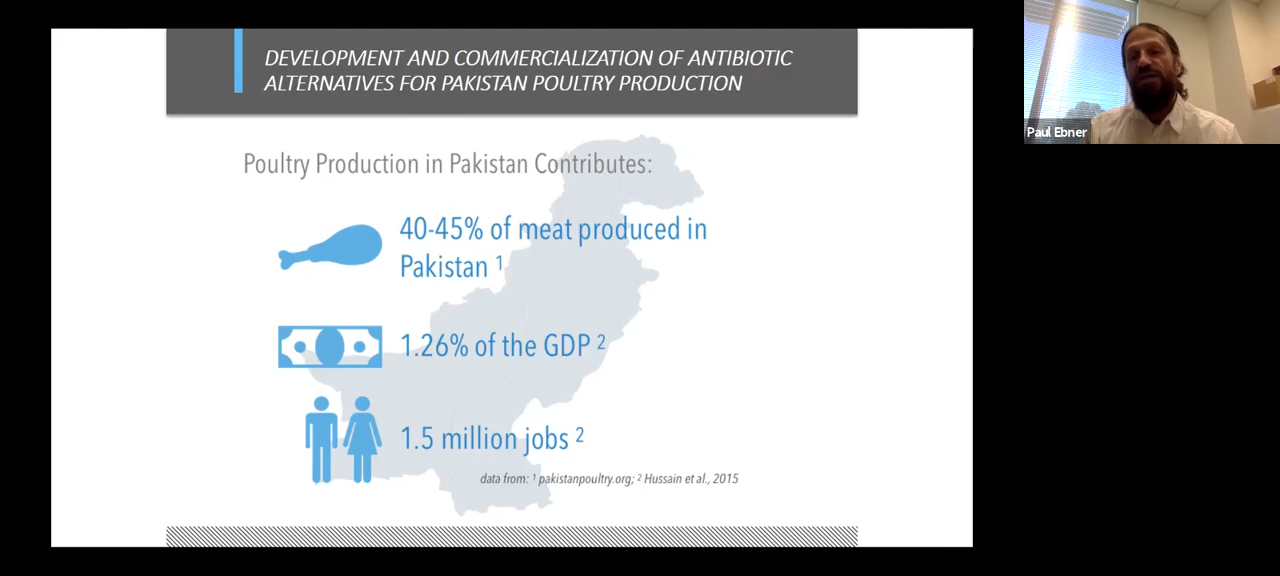 DEVELOPMENT AND COMMERCIALIZATION OF ANTIBIOTIC
ALTERNATIVES FOR PAKISTAN POULTRY PRODUCTION
Poultry Production in Pakistan Contributes:
40-45% of meat produced in
Pakistan ¹
1.26% of the GDP ²
1.5 million jobs ²
data from: ¹ pakistanpoultry.org; ² Hussain et al., 2015
Paul Ebner